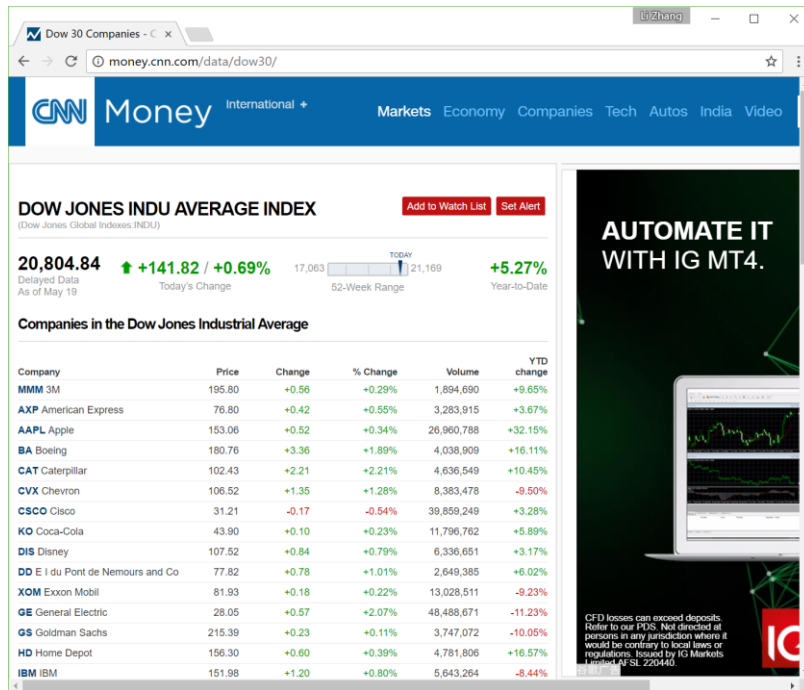 Li Zhang
Dow 30 Companies - C
money.cnn.com/data/dow30/
CNN Money International + Markets Economy Companies Tech Autos India Video
DOW JONES INDU AVERAGE INDEX Add to Watch List Set Alert
(Dow Jones Global Indexes:INDU)
TODAY
20,804.84 +141.82 / +0.69% 17,063 21,169 +5.27%
Delayed Data Today's Change 52-Week Range Year-to-Date
As of May 19
Companies in the Dow Jones Industrial Average
Company Price Change % Change Volume YTD change
MMM 3M 195.80 +0.56 +0.29% 1,894,690 +9.65%
AXP American Express 76.80 +0.42 +0.55% 3,283,915 +3.67%
AAPL Apple 153.06 +0.52 +0.34% 26,960,788 +32.15%
BA Boeing 180.76 +3.36 +1.89% 4,038,909 +16.11%
CAT Caterpillar 102.43 +2.21 +2.21% 4,636,549 +10.45%
CVX Chevron 106.52 +1.35 +1.28% 8,383,478 -9.50%
CSCO Cisco 31.21 -0.17 -0.54% 39,859,249 +3.28%
KO Coca-Cola 43.90 +0.10 +0.23% 11,796,762 +5.89%
DIS Disney 107.52 +0.84 +0.79% 6,336,651 +3.17%
DD E I du Pont de Nemours and Co 77.82 +0.78 +1.01% 2,649,385 +6.02%
XOM Exxon Mobil 81.93 +0.18 +0.22% 13,028,511 -9.23%
GE General Electric 28.05 +0.57 +2.07% 48,488,671 -11.23%
GS Goldman Sachs 215.39 +0.23 +0.11% 3,747,072 -10.05%
HD Home Depot 156.30 +0.60 +0.39% 4,781,806 +16.57%
IBM IBM 151.98 +1.20 +0.80% 5,643,264 -8.44%
AUTOMATE IT
WITH IG MT4.
CFD losses can exceed deposits.
Refer to our PDS. Not directed at
persons in any jurisdiction where it
would be contrary to local laws or
regulations. Issued by IG Markets
Limited AFSL 220440.
IG